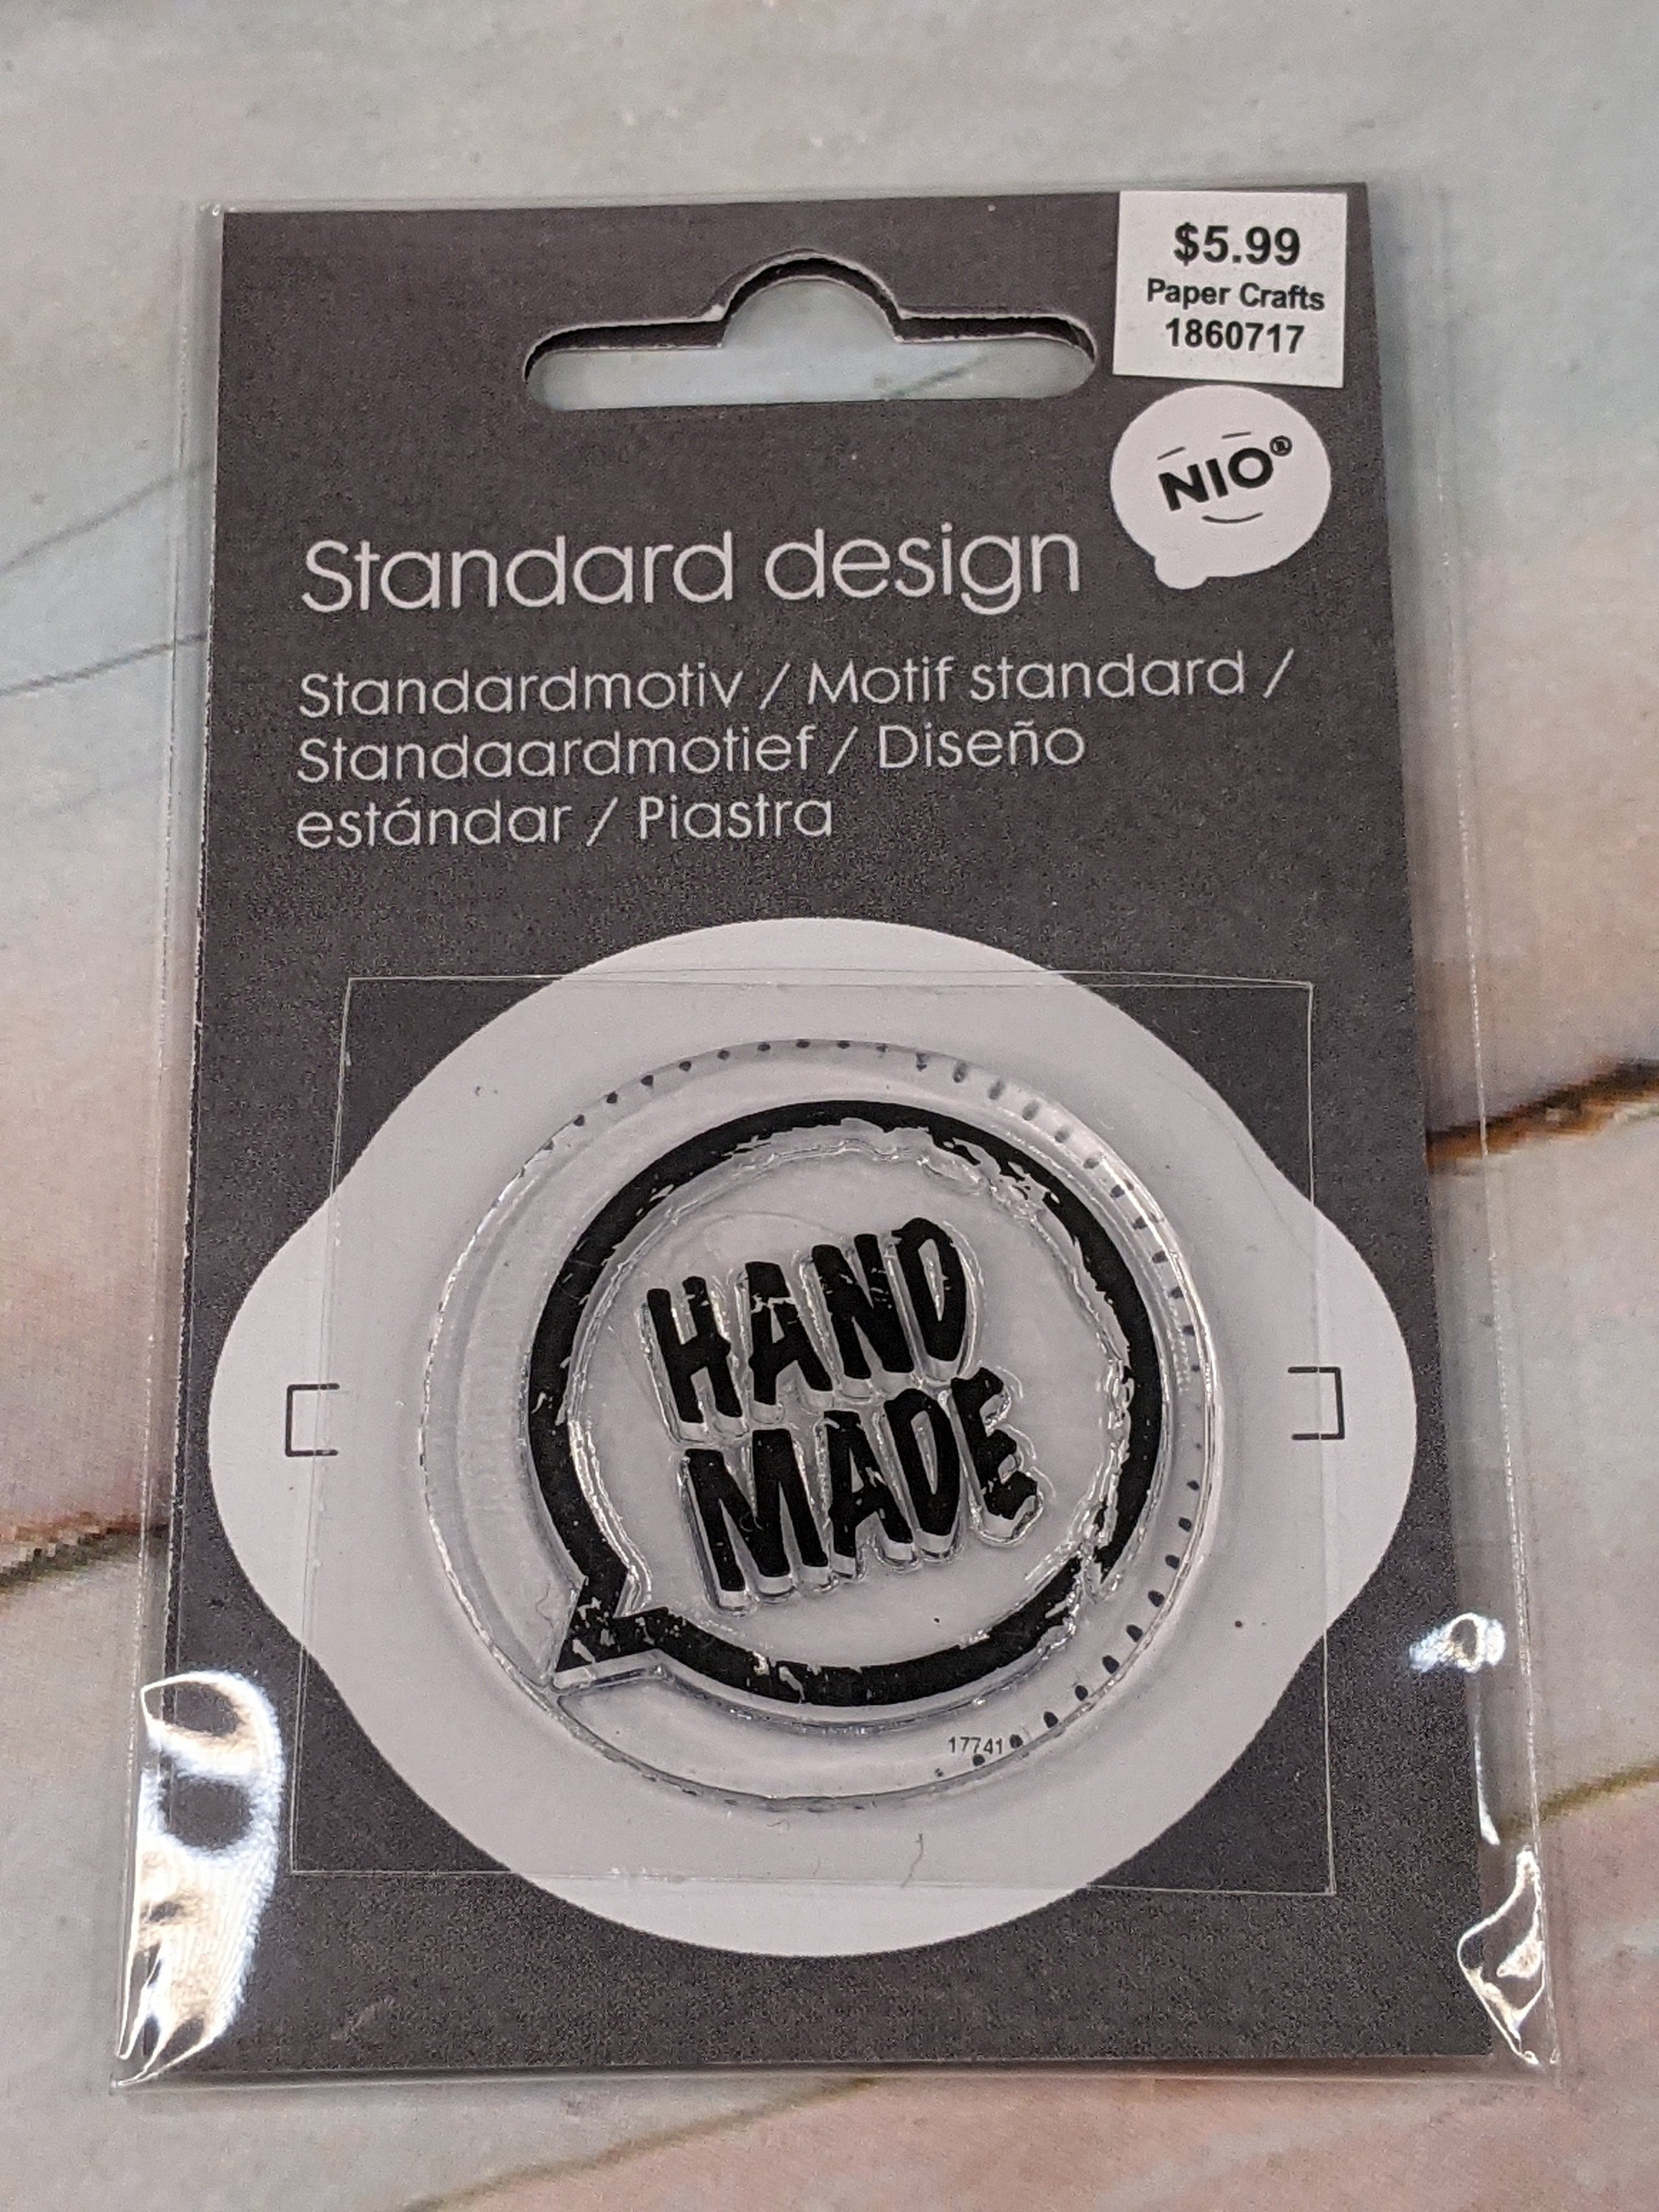 $5.99
Paper Crafts
1860717
NIO®
Standard design
Standardmotiv / Motif standard /
Standaardmotief / Diseño
estándar / Piastra
HAND
MADE
17741